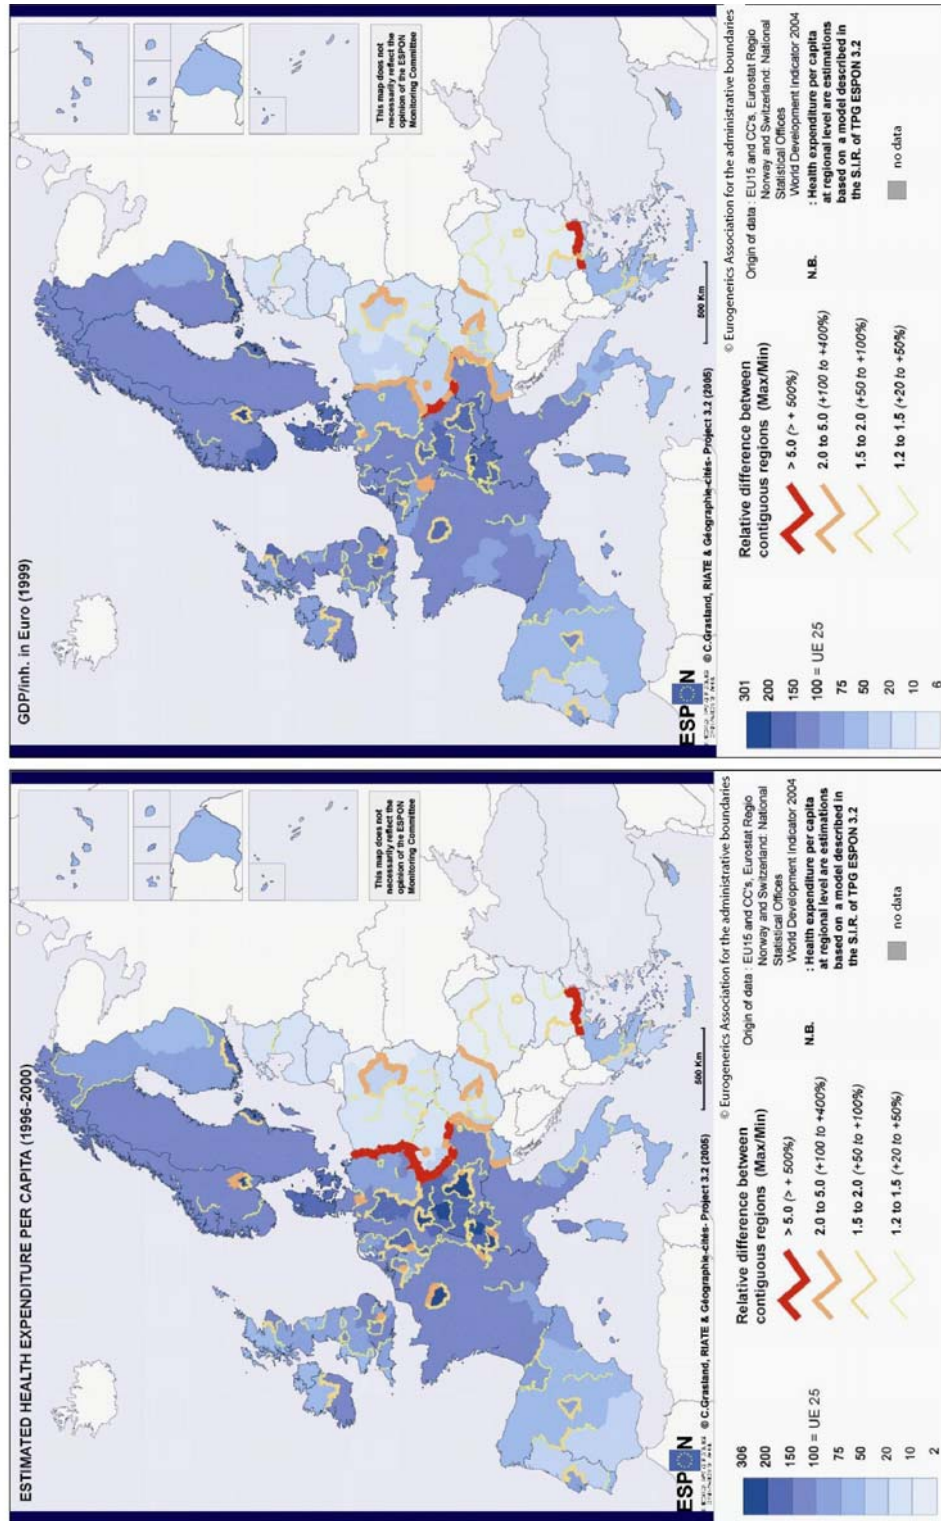 ESTIMATED HEALTH EXPENDITURE PER CAPITA (1996-2000)
This map does not
necessarily reflect the
opinion of the ESPON
Monitoring Committee
500 Km
ESPON
© C.Grasland, RIATE & Géographie-cités- Project 3.2 (2005)
© Eurogenerics Association for the administrative boundaries
306
200
150
100 = UE 25
75
50
20
10
2
Relative difference between
contiguous regions (Max/Min)
> 5.0 (> + 500%)
2.0 to 5.0 (+100 to +400%)
1.5 to 2.0 (+50 to +100%)
1.2 to 1.5 (+20 to +50%)
Origin of data : EU15 and CC's, Eurostat Regio
Norway and Switzerland: National
Statistical Offices
World Development Indicator 2004
N.B. : Health expenditure per capita
at regional level are estimations
based on a model described in
the S.I.R. of TPG ESPON 3.2
no data
GDP/inh. in Euro (1999)
This map does not
necessarily reflect the
opinion of the ESPON
Monitoring Committee
500 Km
ESPON
© C.Grasland, RIATE & Géographie-cités- Project 3.2 (2005)
© Eurogenerics Association for the administrative boundaries
301
200
150
100 = UE 25
75
50
20
10
6
Relative difference between
contiguous regions (Max/Min)
> 5.0 (> + 500%)
2.0 to 5.0 (+100 to +400%)
1.5 to 2.0 (+50 to +100%)
1.2 to 1.5 (+20 to +50%)
Origin of data : EU15 and CC's, Eurostat Regio
Norway and Switzerland: National
Statistical Offices
World Development Indicator 2004
N.B. : Health expenditure per capita
at regional level are estimations
based on a model described in
the S.I.R. of TPG ESPON 3.2
no data